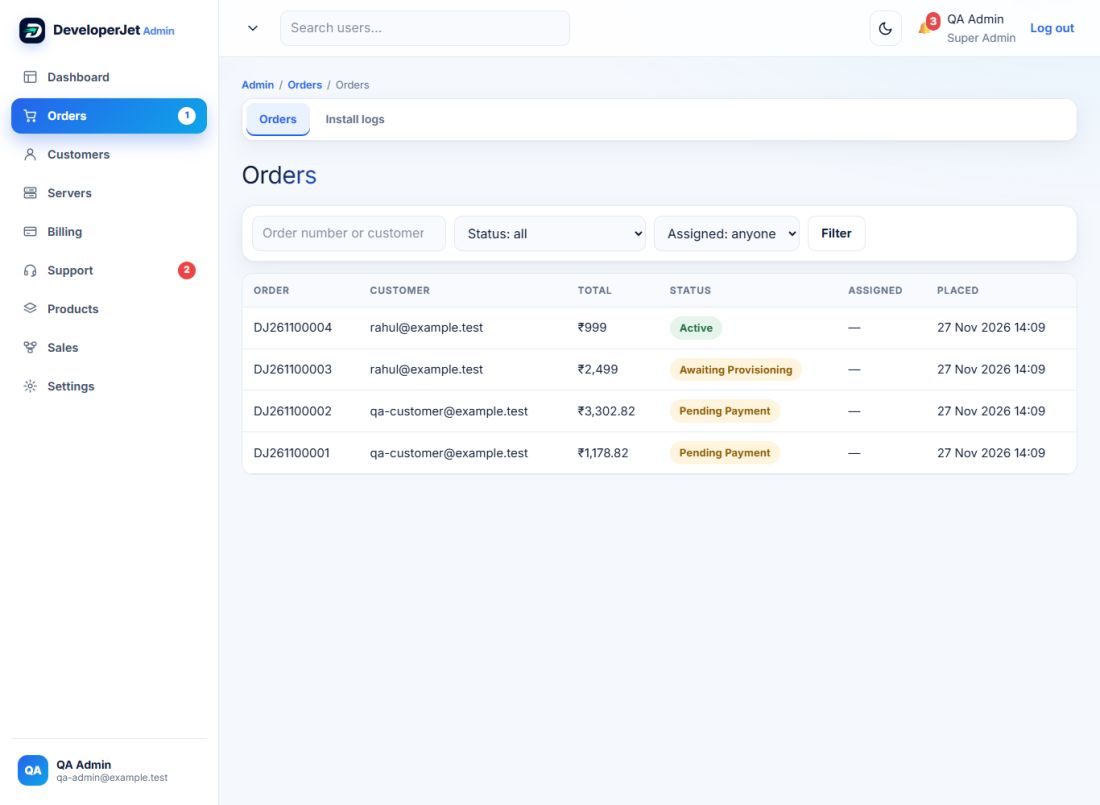 DeveloperJet Admin
Dashboard
Orders 1
Customers
Servers
Billing
Support 2
Products
Sales
Settings
QA
QA Admin
qa-admin@example.test
Search users...
3
QA Admin
Super Admin
Log out
Admin / Orders / Orders
Orders Install logs
Orders
Order number or customer Status: all Assigned: anyone Filter
ORDER CUSTOMER TOTAL STATUS ASSIGNED PLACED
DJ261100004 rahul@example.test ₹999 Active — 27 Nov 2026 14:09
DJ261100003 rahul@example.test ₹2,499 Awaiting Provisioning — 27 Nov 2026 14:09
DJ261100002 qa-customer@example.test ₹3,302.82 Pending Payment — 27 Nov 2026 14:09
DJ261100001 qa-customer@example.test ₹1,178.82 Pending Payment — 27 Nov 2026 14:09